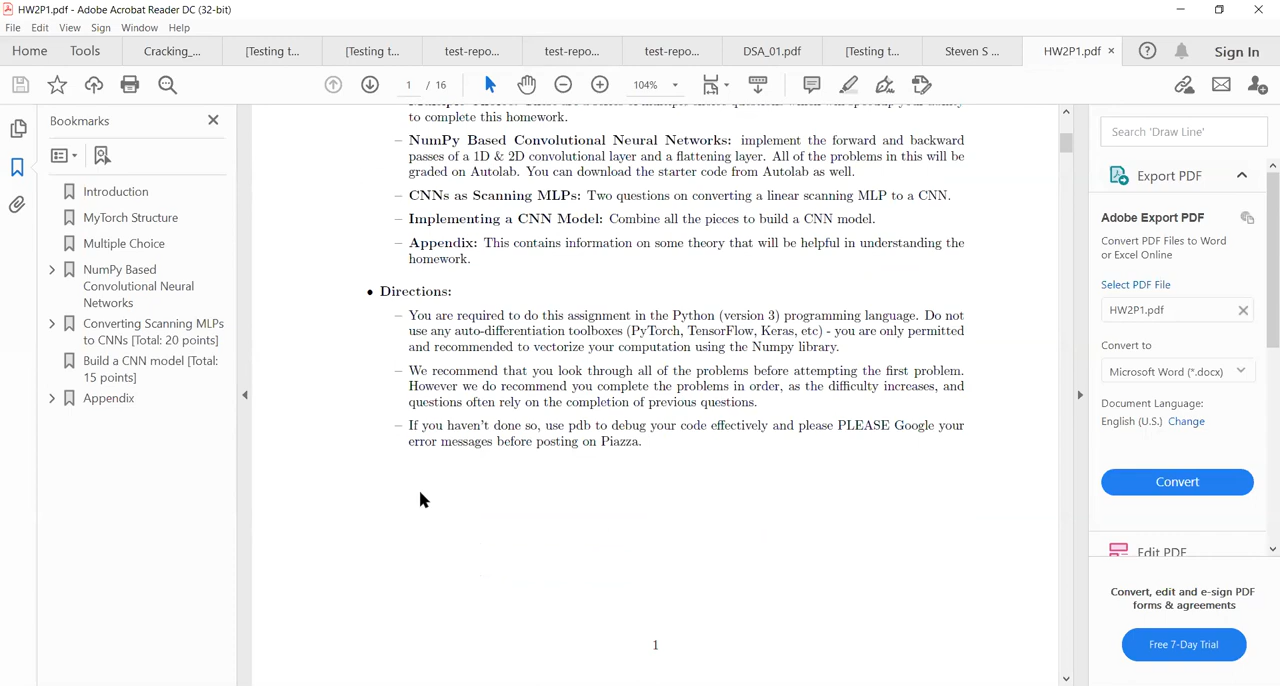 HW2P1.pdf - Adobe Acrobat Reader DC (32-bit)
File Edit View Sign Window Help
Home Tools Cracking_... [Testing t... [Testing t... test-repo... test-repo... test-repo... DSA_01.pdf [Testing t... Steven S ... HW2P1.pdf × Sign In
1 / 16 104%
Bookmarks
Introduction
MyTorch Structure
Multiple Choice
NumPy Based
Convolutional Neural
Networks
Converting Scanning MLPs
to CNNs [Total: 20 points]
Build a CNN model [Total:
15 points]
Appendix
to complete this homework.
– NumPy Based Convolutional Neural Networks: implement the forward and backward
passes of a 1D & 2D convolutional layer and a flattening layer. All of the problems in this will be
graded on Autolab. You can download the starter code from Autolab as well.
– CNNs as Scanning MLPs: Two questions on converting a linear scanning MLP to a CNN.
– Implementing a CNN Model: Combine all the pieces to build a CNN model.
– Appendix: This contains information on some theory that will be helpful in understanding the
homework.
• Directions:
– You are required to do this assignment in the Python (version 3) programming language. Do not
use any auto-differentiation toolboxes (PyTorch, TensorFlow, Keras, etc) - you are only permitted
and recommended to vectorize your computation using the Numpy library.
– We recommend that you look through all of the problems before attempting the first problem.
However we do recommend you complete the problems in order, as the difficulty increases, and
questions often rely on the completion of previous questions.
– If you haven't done so, use pdb to debug your code effectively and please PLEASE Google your
error messages before posting on Piazza.
1
Search 'Draw Line'
Export PDF
Adobe Export PDF
Convert PDF Files to Word
or Excel Online
Select PDF File
HW2P1.pdf
Convert to
Microsoft Word (*.docx)
Document Language:
English (U.S.) Change
Convert
Edit PDF
Convert, edit and e-sign PDF
forms & agreements
Free 7-Day Trial